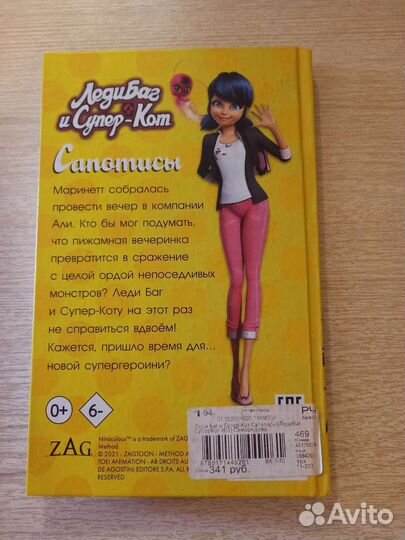 ЛедиБаг
и Супер-Кот
Сапотисы
Маринетт собралась
провести вечер в компании
Али. Кто бы мог подумать,
что пижамная вечеринка
превратится в сражение
с целой ордой непоседливых
монстров? Леди Баг
и Супер-Коту на этот раз
не справиться вдвоём!
Кажется, пришло время для...
новой супергероини?
0+
6-
ZAG
Miraculous™ is a trademark of ZAG
Method.
© 2021 - ZAGTOON - METHOD
TOEI ANIMATION - AB DROITS
DE AGOSTINI EDITORE S.P.A. ALL
RESERVED
469
341 руб.
Avito